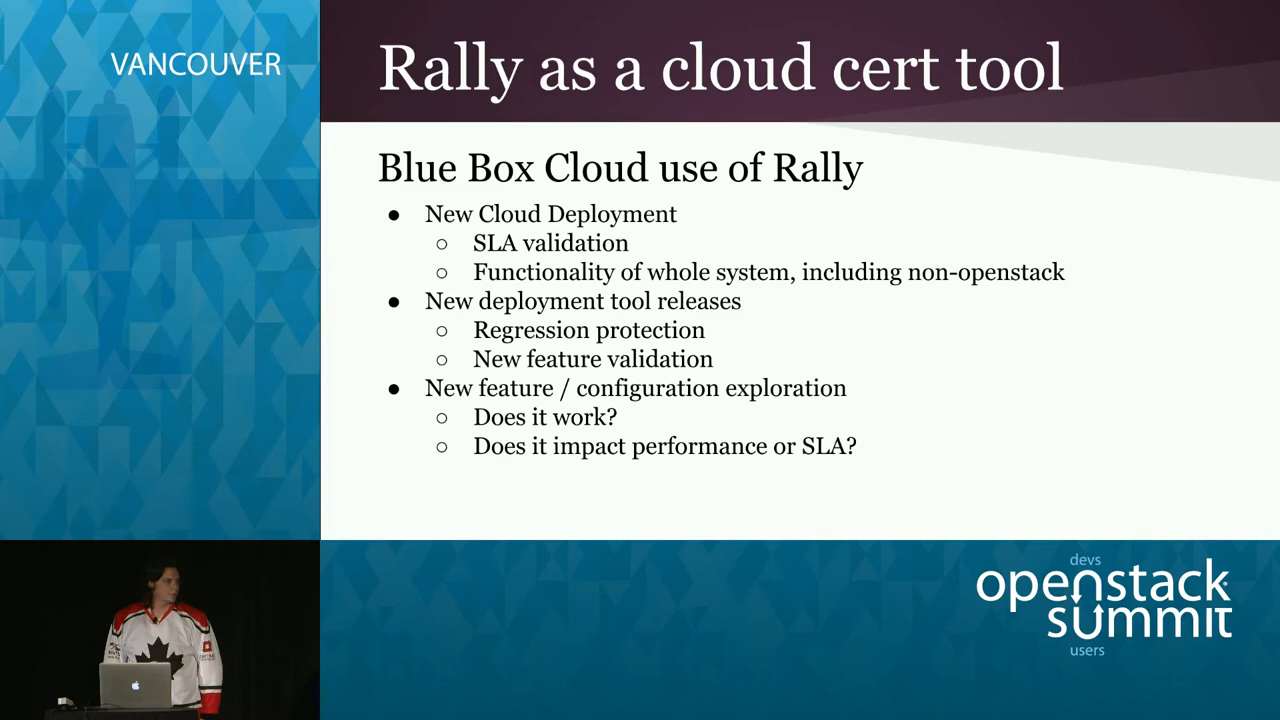 VANCOUVER
Rally as a cloud cert tool
Blue Box Cloud use of Rally
● New Cloud Deployment
○ SLA validation
○ Functionality of whole system, including non-openstack
● New deployment tool releases
○ Regression protection
○ New feature validation
● New feature / configuration exploration
○ Does it work?
○ Does it impact performance or SLA?
devs
openstack
summit
users